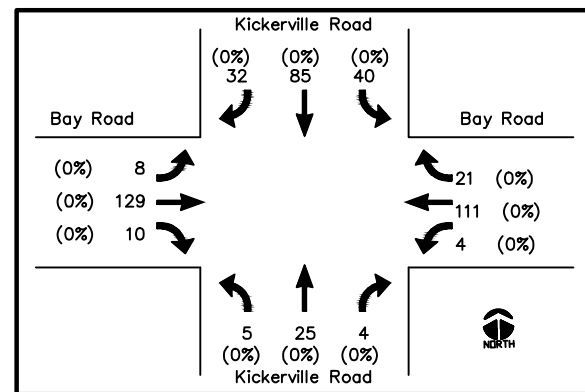 Kickerville Road
(0%) (0%) (0%)
32 85 40
Bay Road Bay Road
(0%) 8 21 (0%)
(0%) 129 111 (0%)
(0%) 10 4 (0%)
5 25 4
(0%) (0%) (0%)
Kickerville Road
NORTH